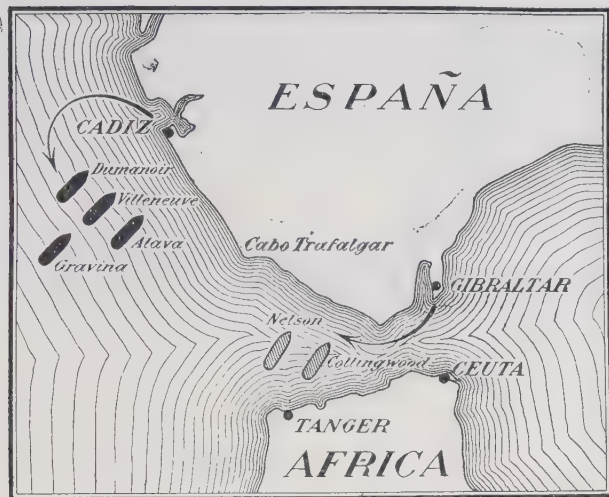 ESPAÑA
CADIZ
Dumanoir
Villeneuve
Alava
Gravina
Cabo Trafalgar
GIBRALTAR
Nelson
Collingwood
CEUTA
TANGER
AFRICA